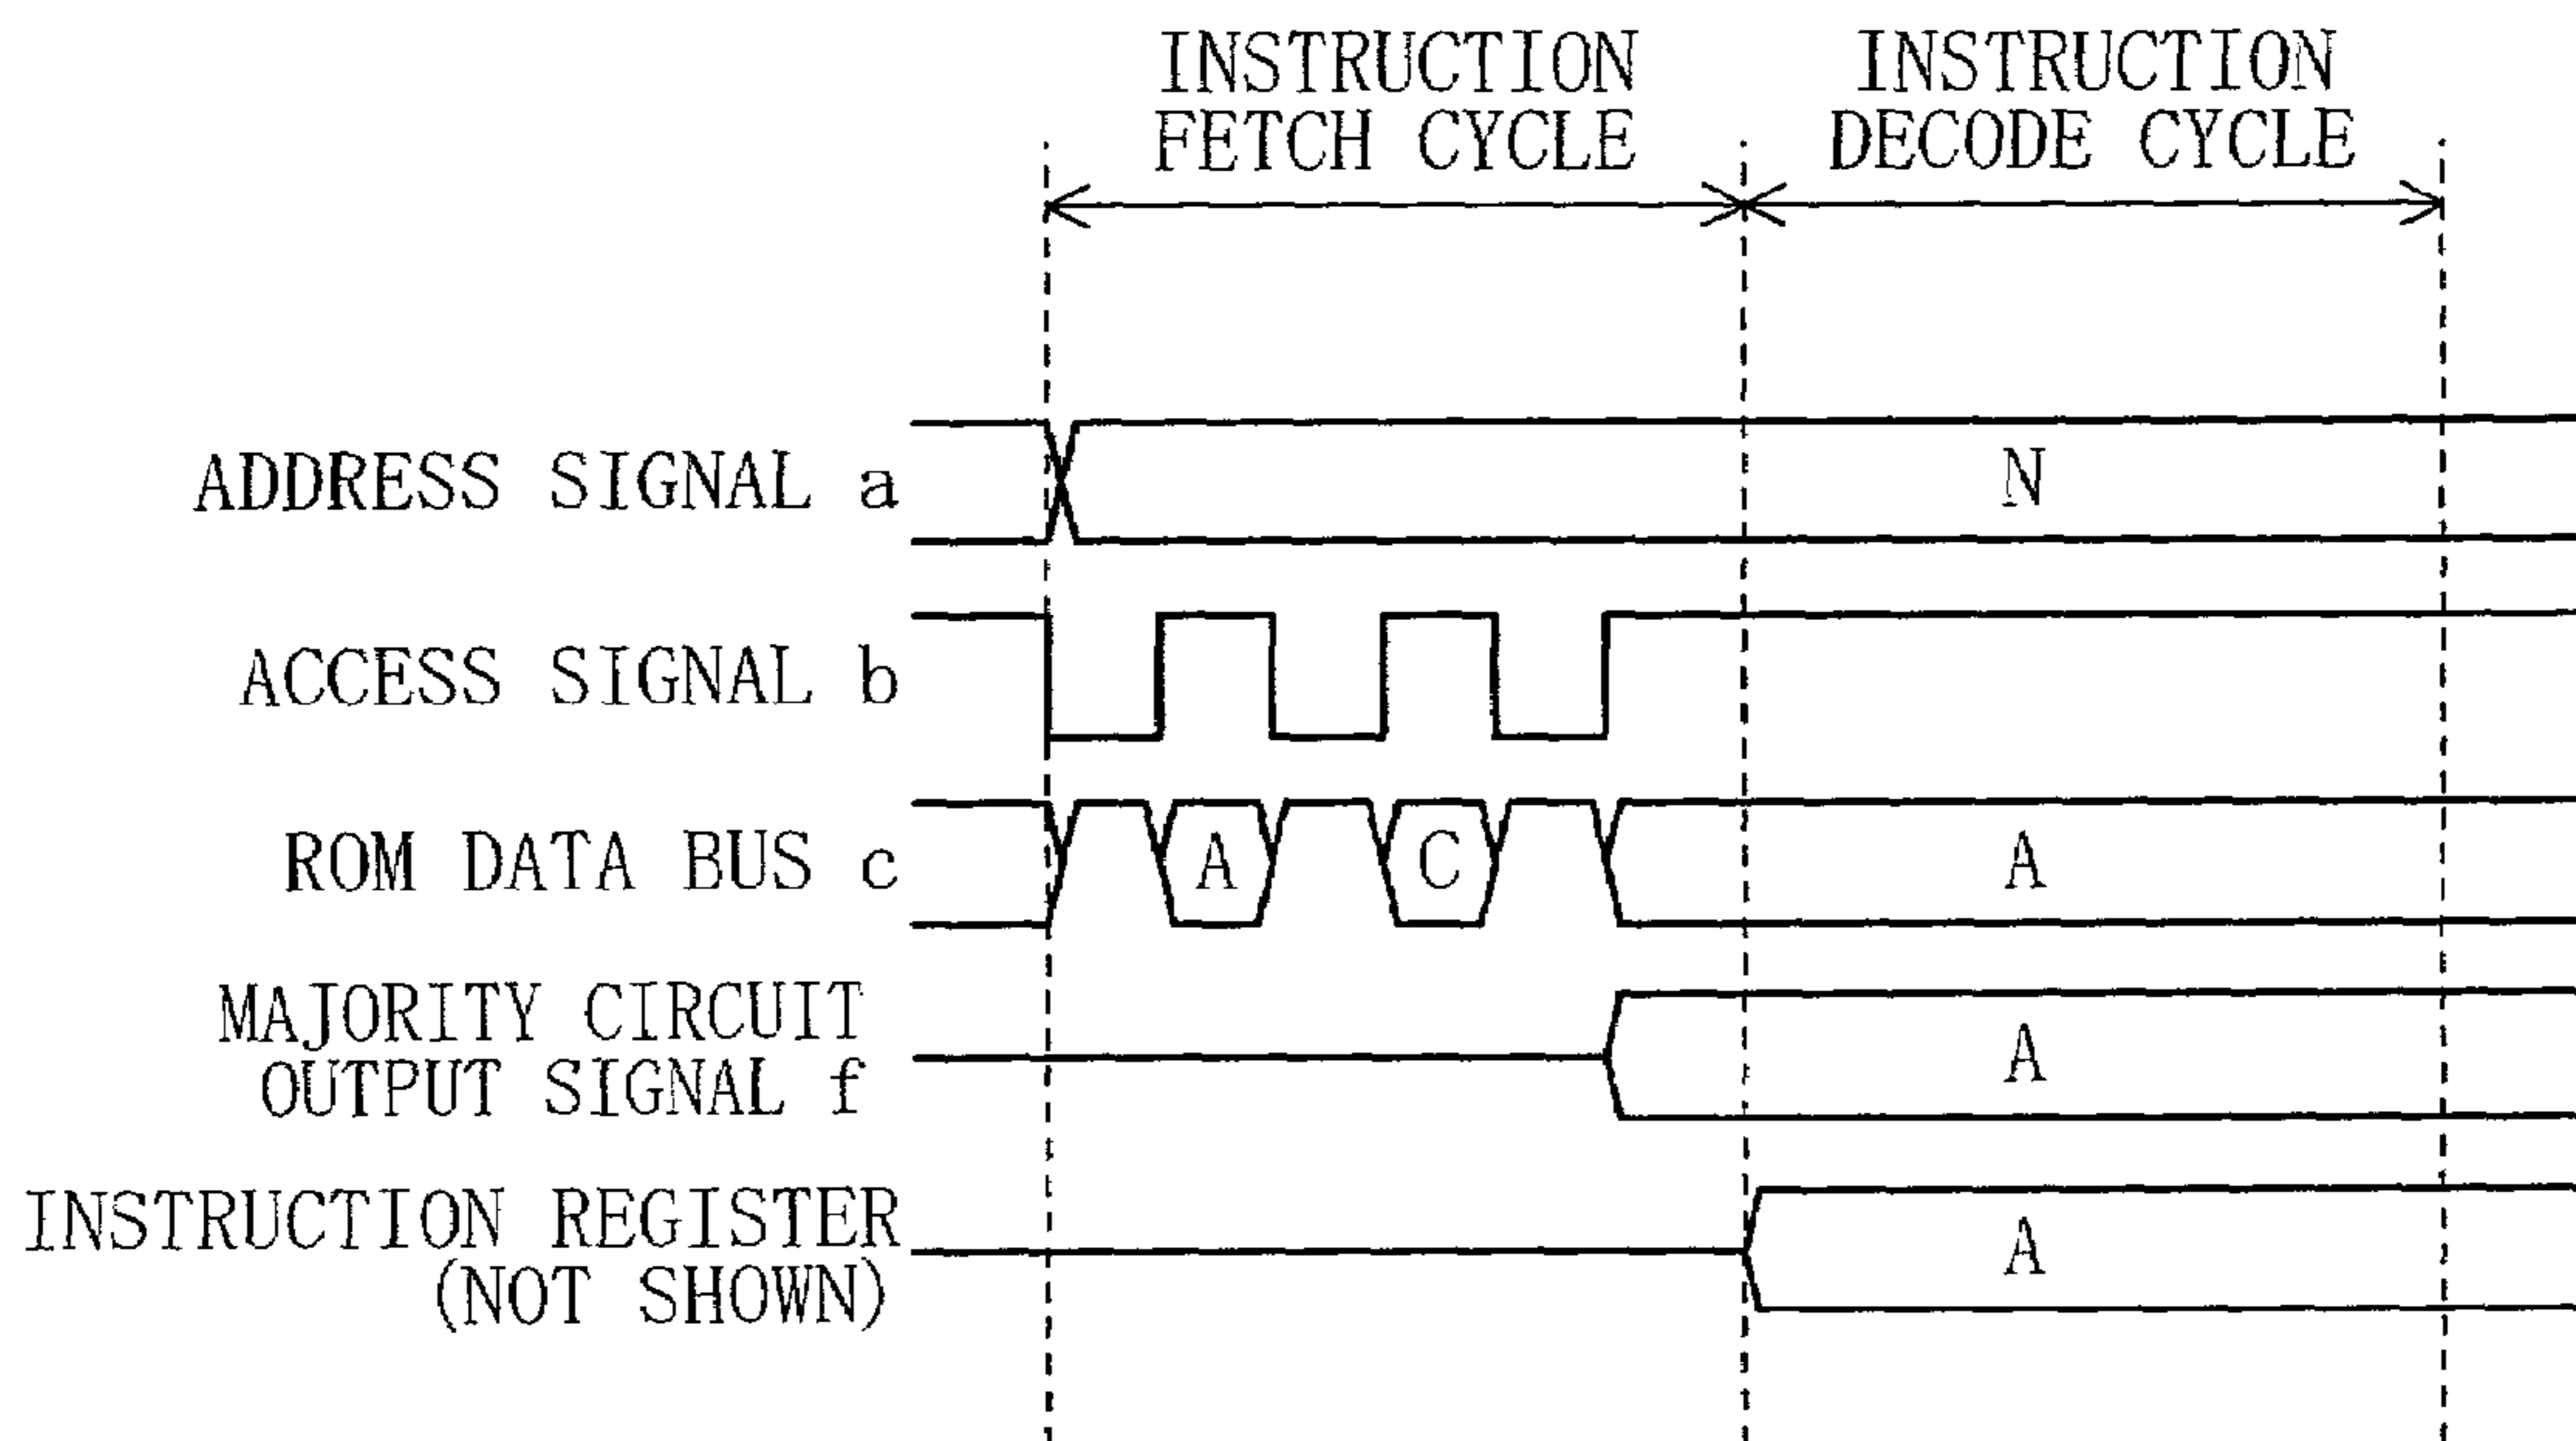 INSTRUCTION FETCH CYCLE
INSTRUCTION DECODE CYCLE
ADDRESS SIGNAL a
N
ACCESS SIGNAL b
ROM DATA BUS c
A
C
A
MAJORITY CIRCUIT
OUTPUT SIGNAL f
A
INSTRUCTION REGISTER
(NOT SHOWN)
A